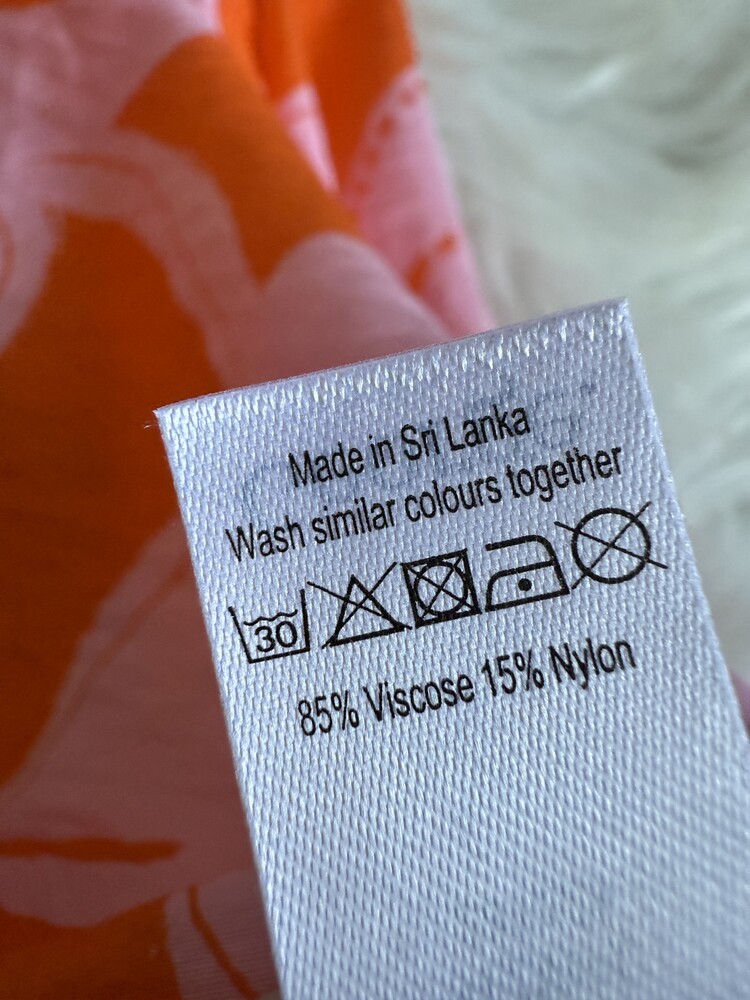 Made in Sri Lanka
Wash similar colours together
30
85% Viscose 15% Nylon